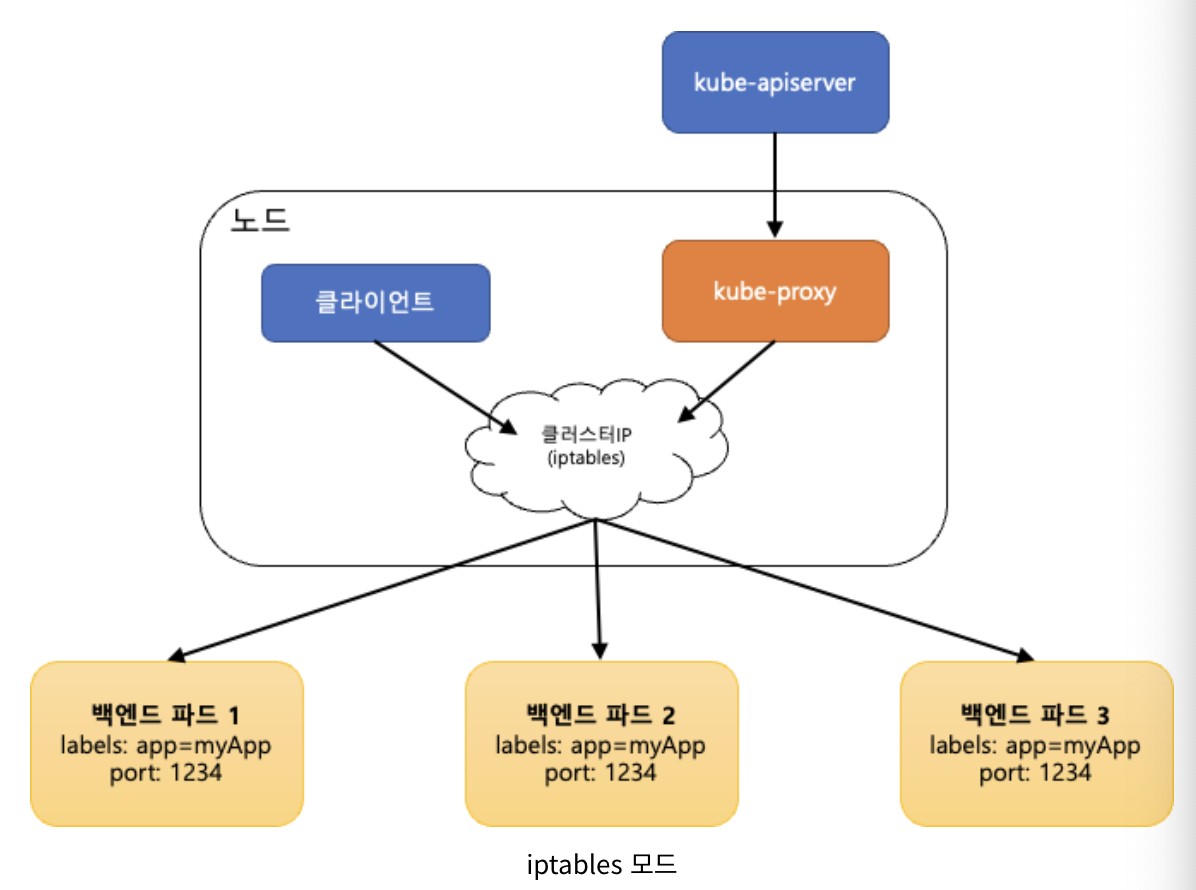 kube-apiserver
노드
클라이언트
kube-proxy
클러스터IP
(iptables)
백엔드 파드 1
labels: app=myApp
port: 1234
백엔드 파드 2
labels: app=myApp
port: 1234
백엔드 파드 3
labels: app=myApp
port: 1234
iptables 모드